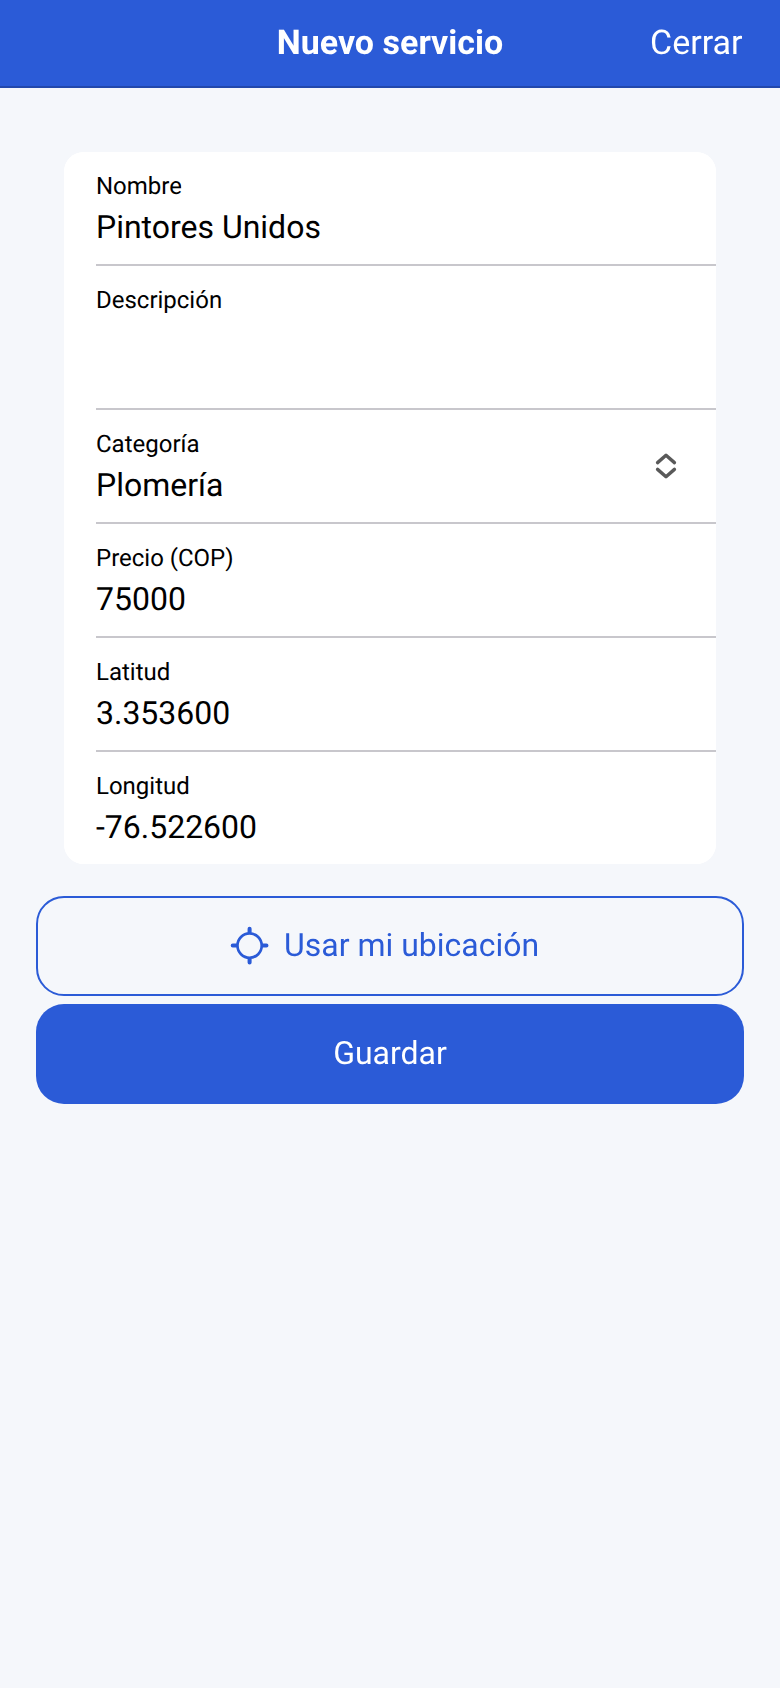 Nuevo servicio
Cerrar
Nombre
Pintores Unidos
Descripción
Categoría
Plomería
Precio (COP)
75000
Latitud
3.353600
Longitud
-76.522600
Usar mi ubicación
Guardar